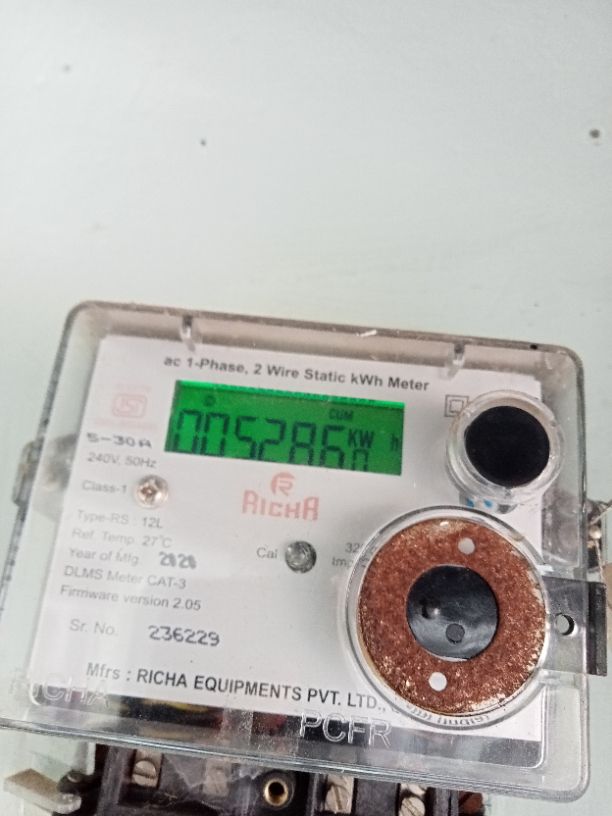 ac 1-Phase, 2 Wire Static kWh Meter
CUM
005286 KW h
5-30A
240V, 50Hz
Class-1
RICHA
Type-RS : 12L
Ref. Temp. 27°C
Cal
Year of Mfg. 2020
DLMS Meter CAT-3
Firmware version 2.05
Sr. No. 236229
Mfrs : RICHA EQUIPMENTS PVT. LTD.,
RICHA
PCFR